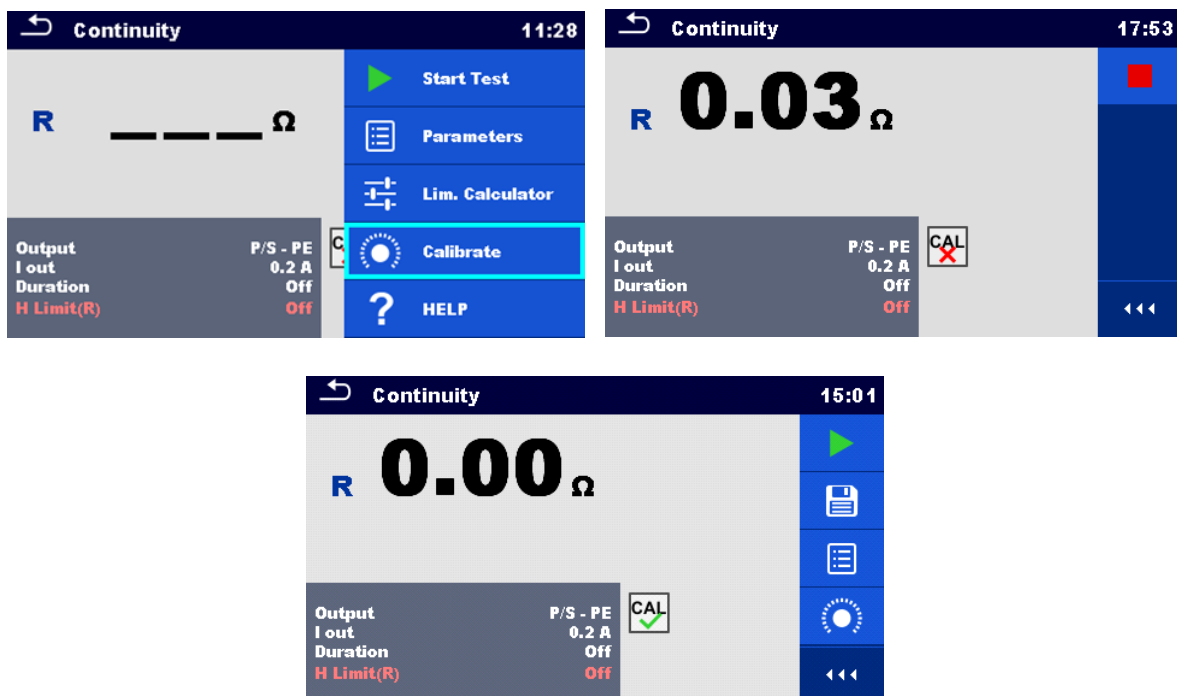 Continuity 11:28
R ___ Ω
Start Test
Parameters
Lim. Calculator
Calibrate
? HELP
Output P/S - PE
I out 0.2 A
Duration Off
H Limit(R) Off
C
Continuity 17:53
R 0.03 Ω
Output P/S - PE
I out 0.2 A
Duration Off
H Limit(R) Off
CAL
Continuity 15:01
R 0.00 Ω
Output P/S - PE
I out 0.2 A
Duration Off
H Limit(R) Off
CAL